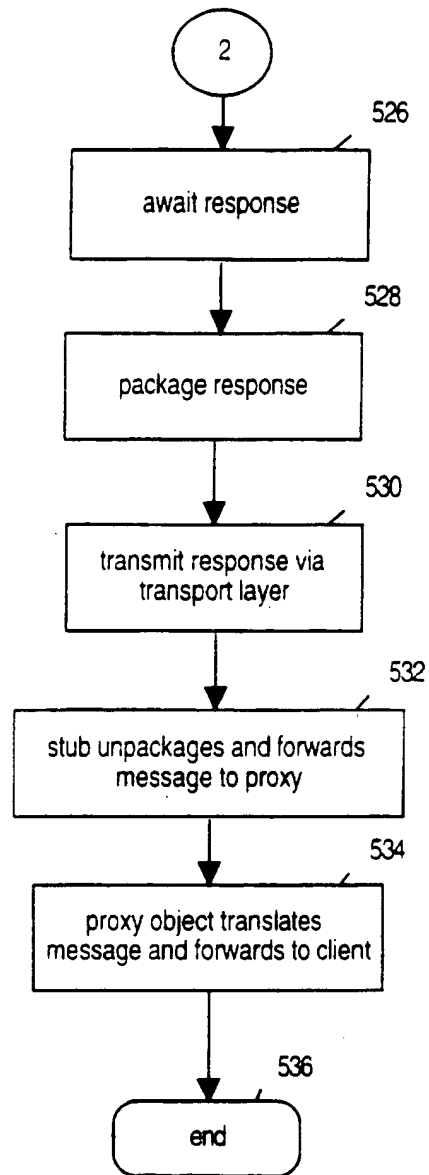 2
526
await response
528
package response
530
transmit response via
transport layer
532
stub unpackages and forwards
message to proxy
534
proxy object translates
message and forwards to client
536
end